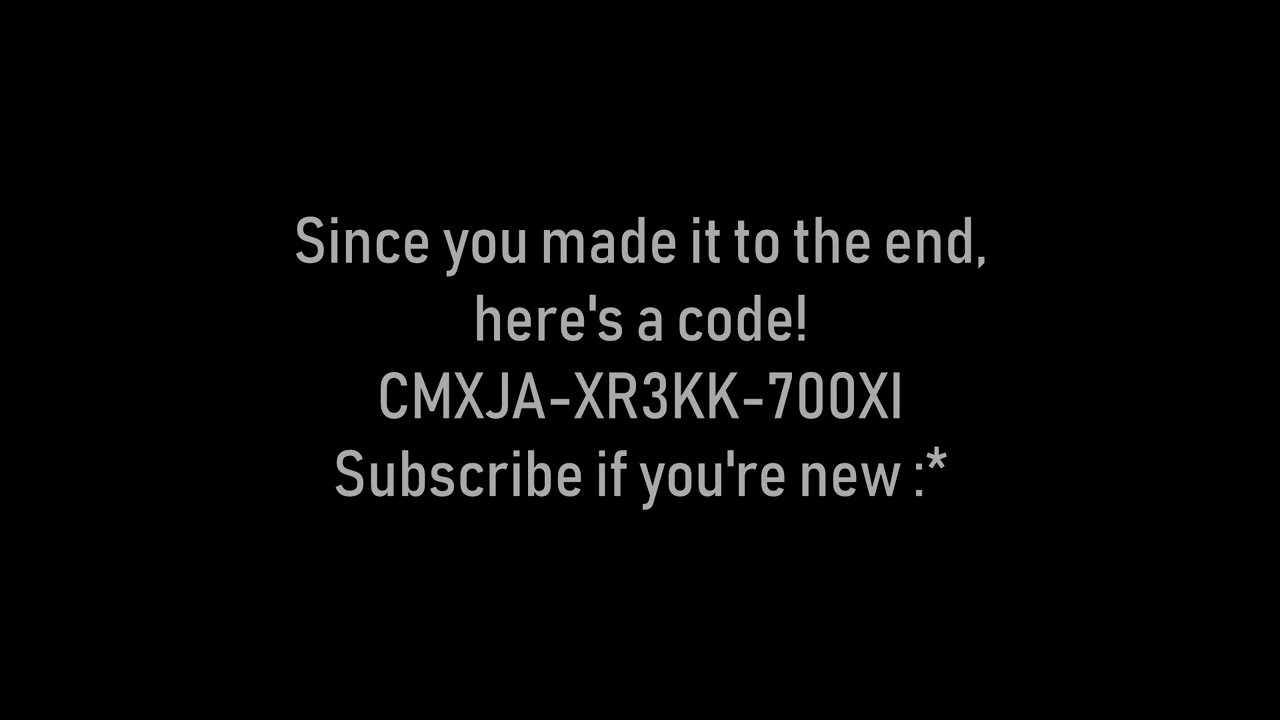 Since you made it to the end,
here's a code!
CMXJA-XR3KK-700XI
Subscribe if you're new :*